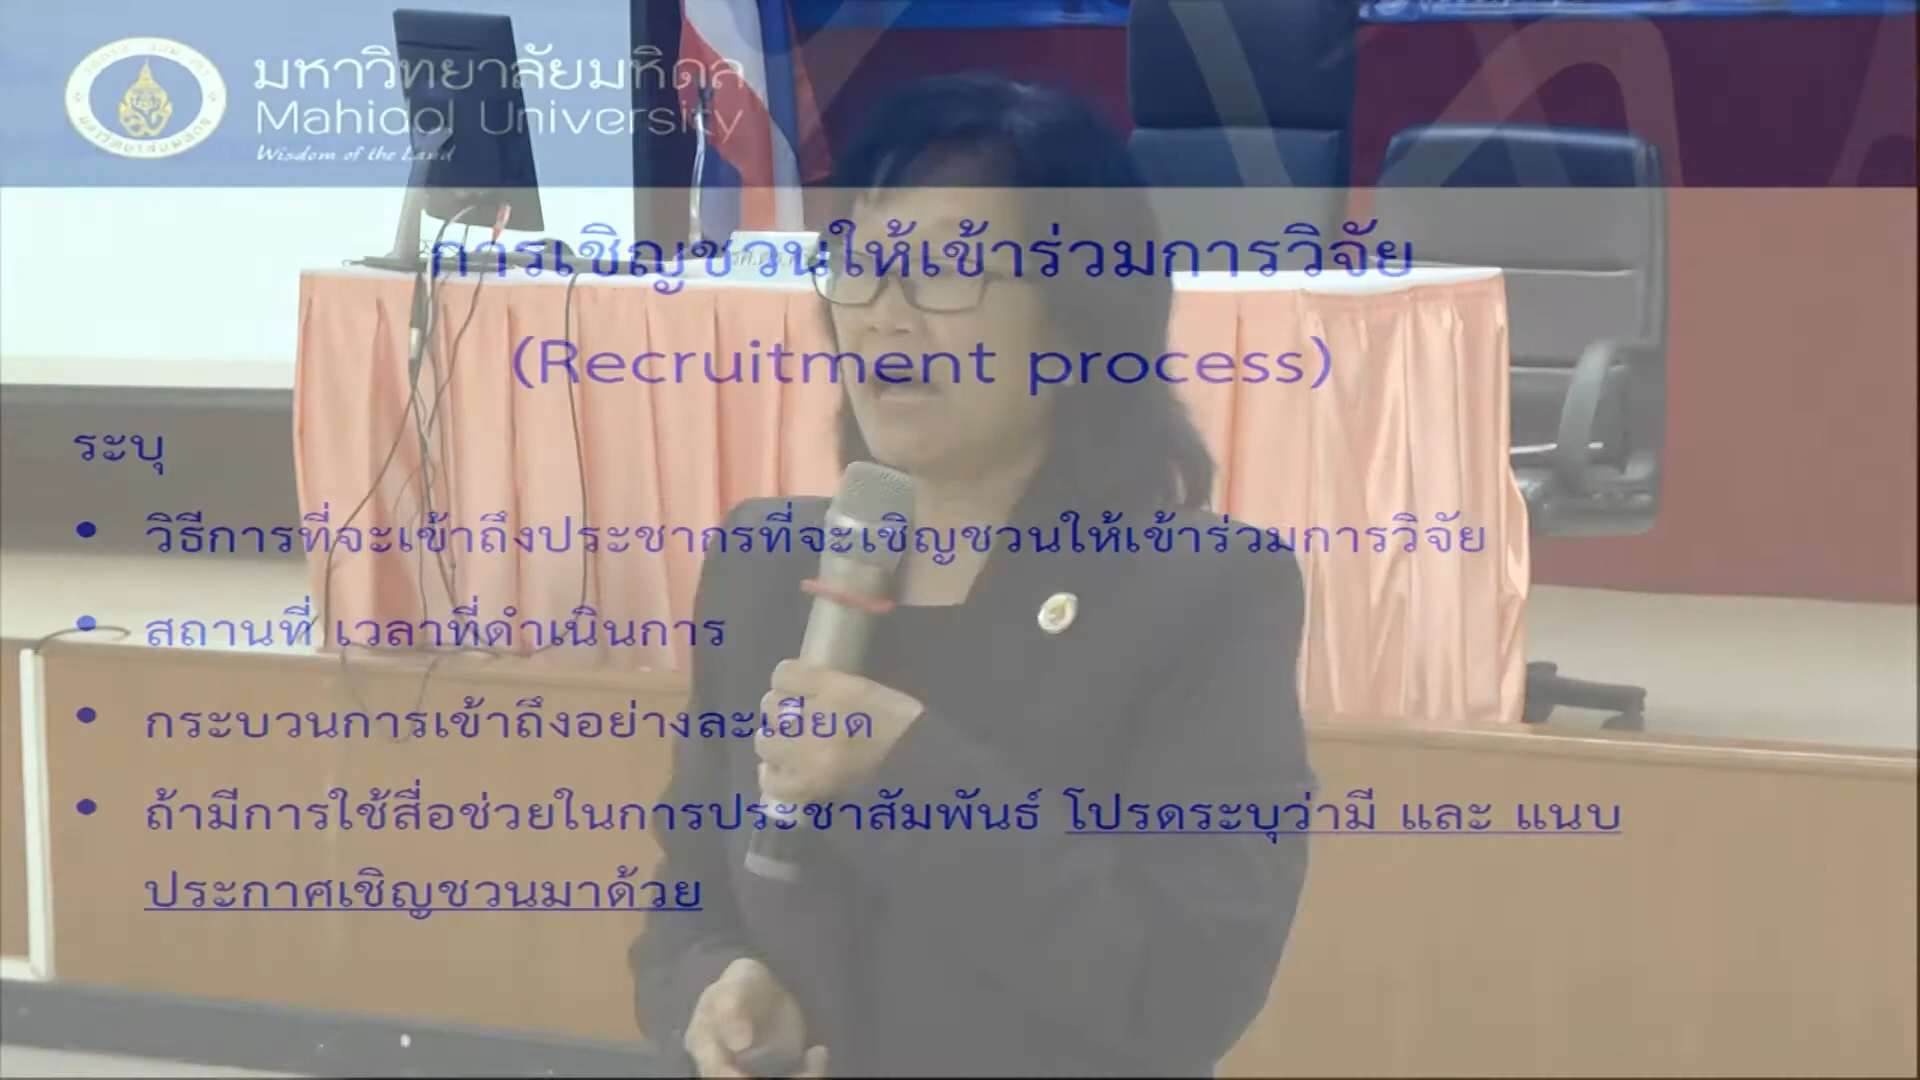 มหาวิทยาลัยมหิดล
Mahidol University
Wisdom of the Land
การเชิญชวนให้เข้าร่วมการวิจัย
(Recruitment process)
ระบุ
• วิธีการที่จะเข้าถึงประชากรที่จะเชิญชวนให้เข้าร่วมการวิจัย
• สถานที่ เวลาที่ดำเนินการ
• กระบวนการเข้าถึงอย่างละเอียด
• ถ้ามีการใช้สื่อช่วยในการประชาสัมพันธ์ โปรดระบุว่ามี และ แนบ
ประกาศเชิญชวนมาด้วย